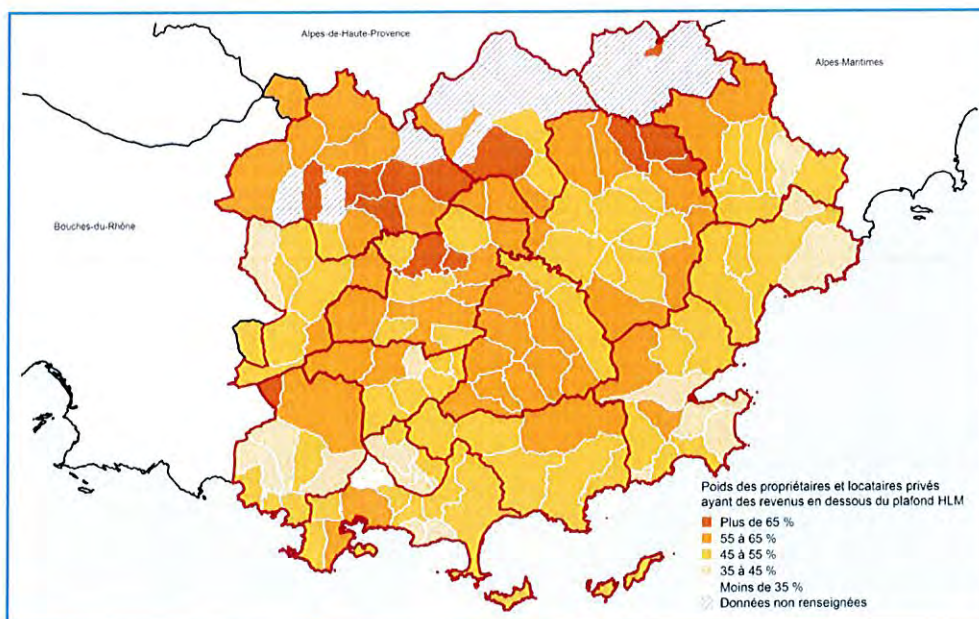 Alpes-de-Haute-Provence
Alpes-Maritimes
Bouches-du-Rhône
Poids des propriétaires et locataires privés
ayant des revenus en dessous du plafond HLM
Plus de 65 %
55 à 65 %
45 à 55 %
35 à 45 %
Moins de 35 %
Données non renseignées